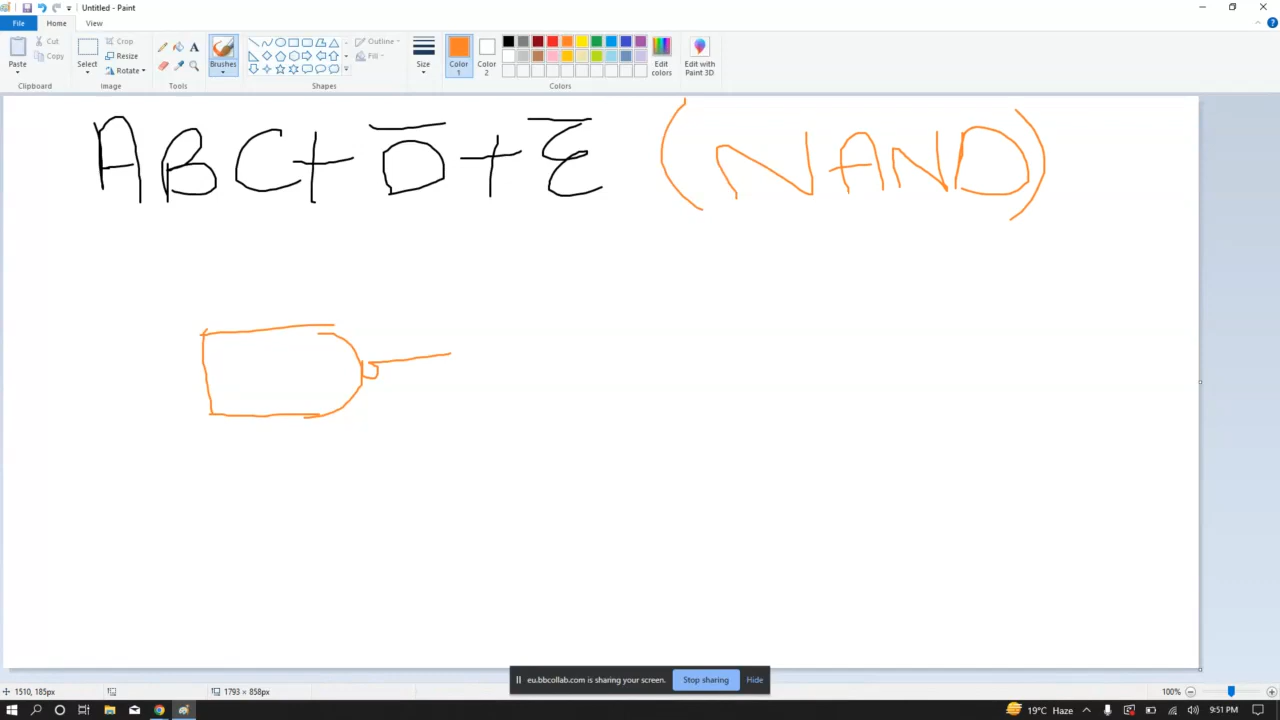 Untitled - Paint
File Home View
Paste Cut Copy Clipboard
Select Crop Resize Rotate Image
Tools
Brushes
Outline Fill Shapes
Size
Color 1
Color 2
Edit colors
Edit with Paint 3D
Colors
ABC+D̅+E̅ (NAND)
eu.bbcollab.com is sharing your screen. Stop sharing Hide
1510, 185px 1793 × 858px 100%
19°C Haze 9:51 PM